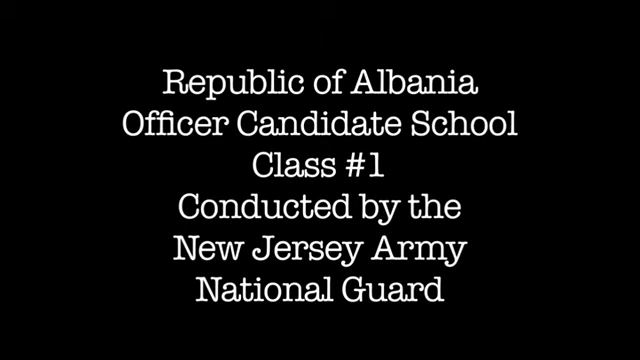 Republic of Albania
Officer Candidate School
Class #1
Conducted by the
New Jersey Army
National Guard